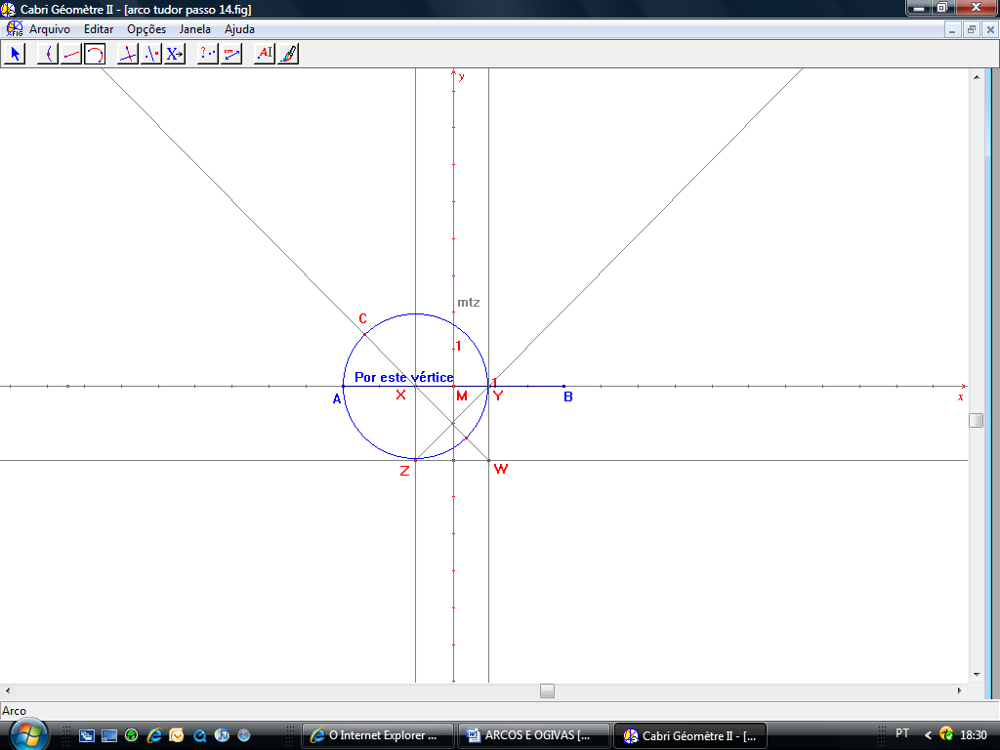 Cabri Géomètre II - [arco tudor passo 14.fig]
Arquivo Editar Opções Janela Ajuda
y
mtz
C
1
Por este vértice
1
A X M Y B x
Z W
Arco
O Internet Explorer ... ARCOS E OGIVAS [... Cabri Géomètre II - [... PT 18:30